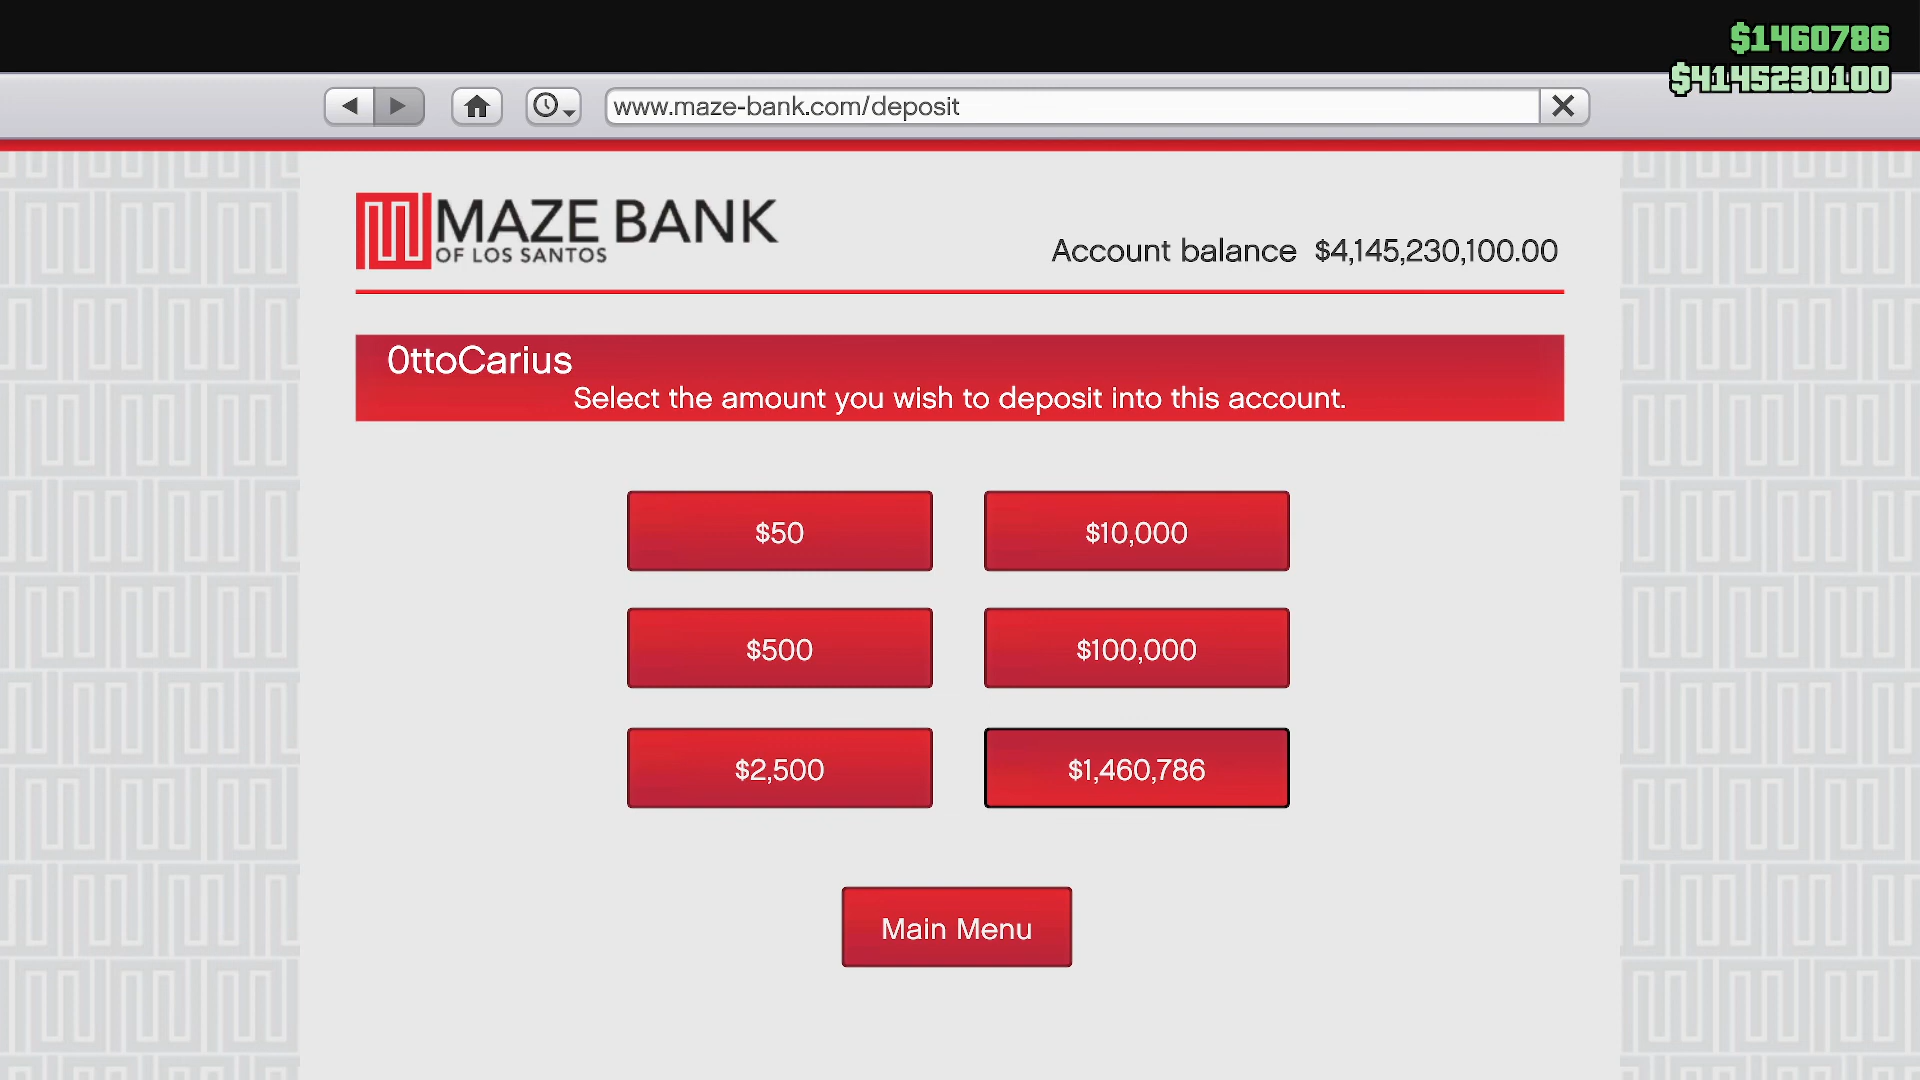 $1460786
$4145230100
www.maze-bank.com/deposit
MAZE BANK
OF LOS SANTOS
Account balance $4,145,230,100.00
0ttoCarius
Select the amount you wish to deposit into this account.
$50
$10,000
$500
$100,000
$2,500
$1,460,786
Main Menu